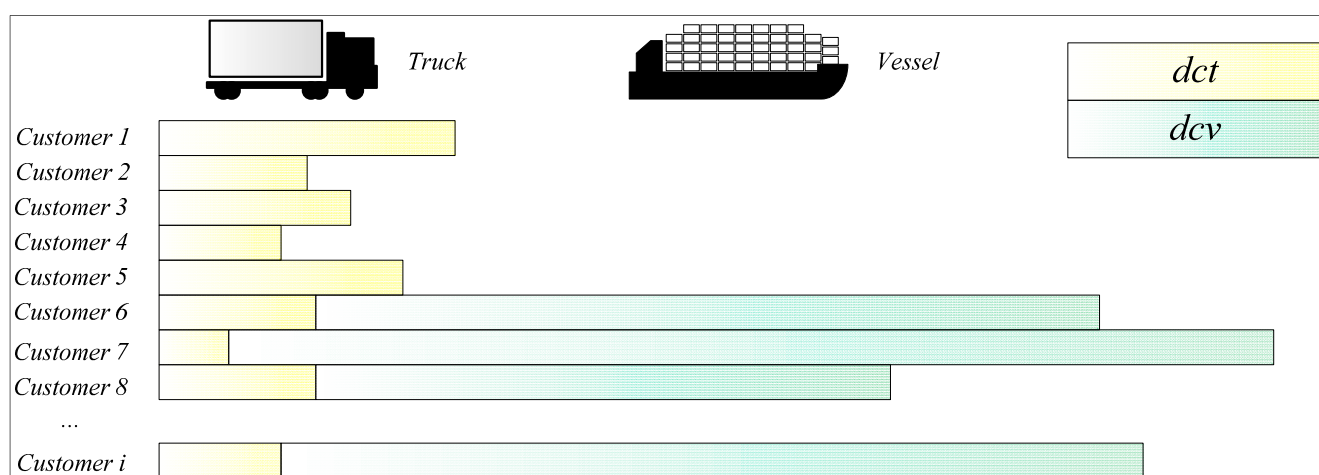 Truck
Vessel
dct
dcv
Customer 1
Customer 2
Customer 3
Customer 4
Customer 5
Customer 6
Customer 7
Customer 8
...
Customer i